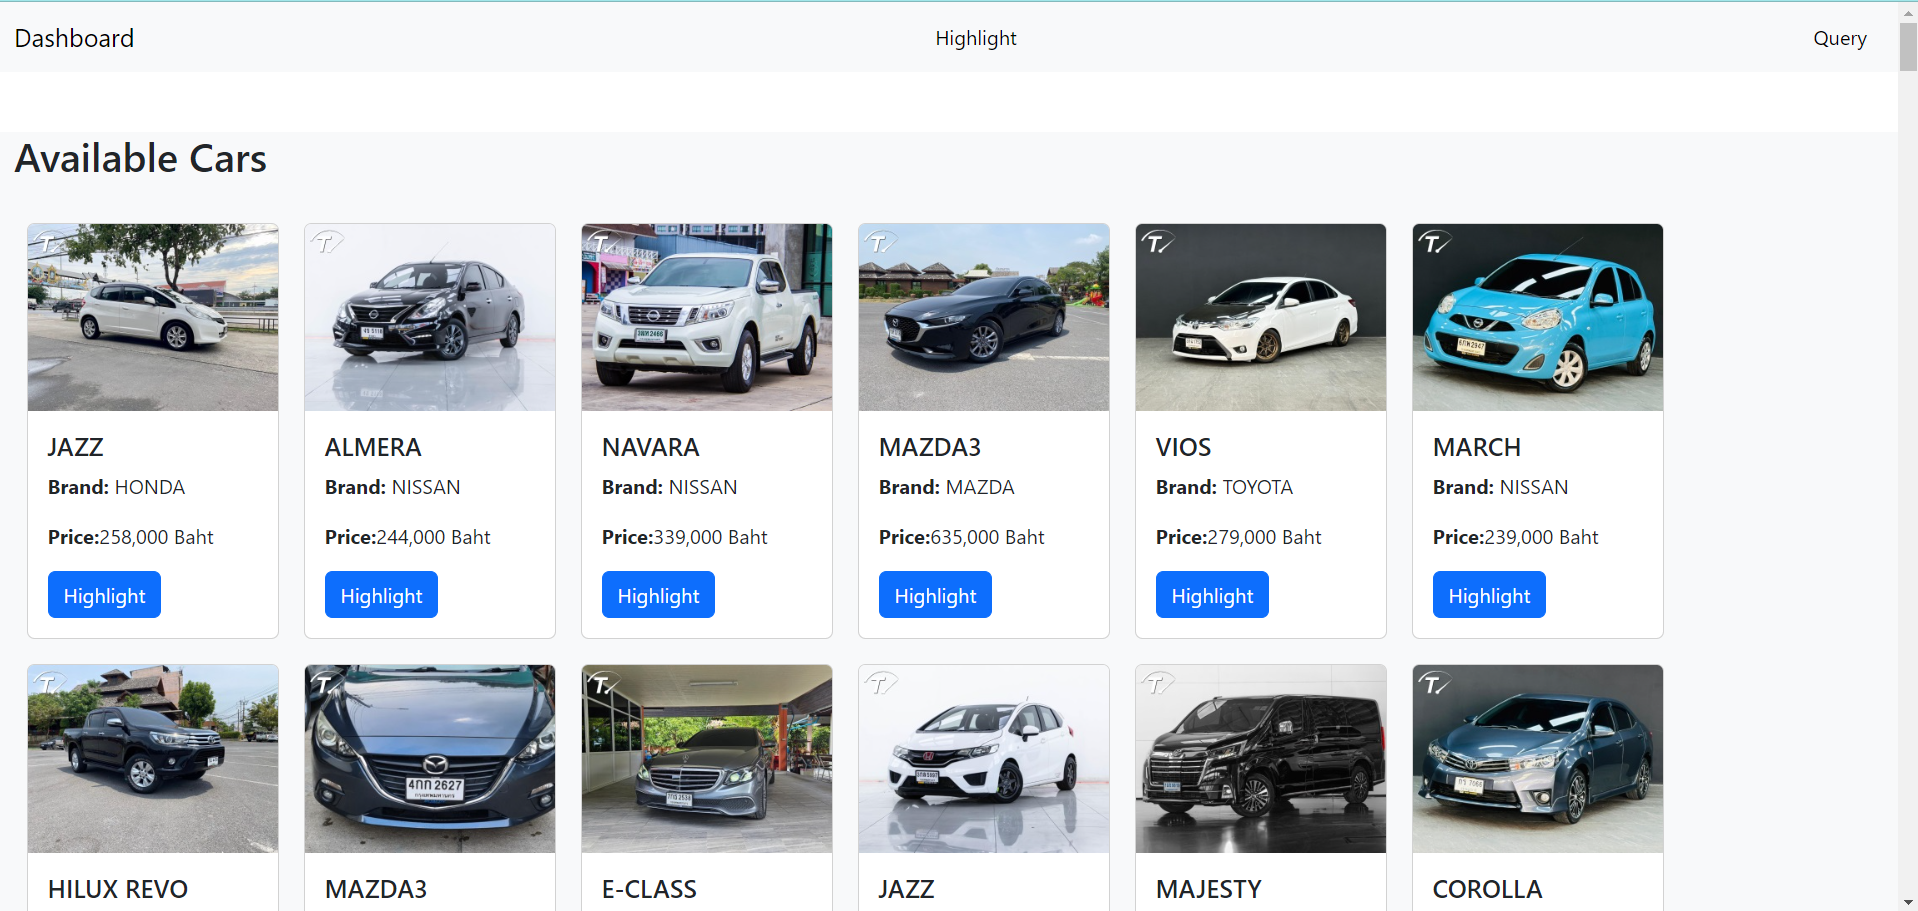 Dashboard Highlight Query
Available Cars
JAZZ
Brand: HONDA
Price:258,000 Baht
Highlight
ALMERA
Brand: NISSAN
Price:244,000 Baht
Highlight
NAVARA
Brand: NISSAN
Price:339,000 Baht
Highlight
MAZDA3
Brand: MAZDA
Price:635,000 Baht
Highlight
VIOS
Brand: TOYOTA
Price:279,000 Baht
Highlight
MARCH
Brand: NISSAN
Price:239,000 Baht
Highlight
HILUX REVO
4กก 2627
MAZDA3
E-CLASS
JAZZ
MAJESTY
COROLLA